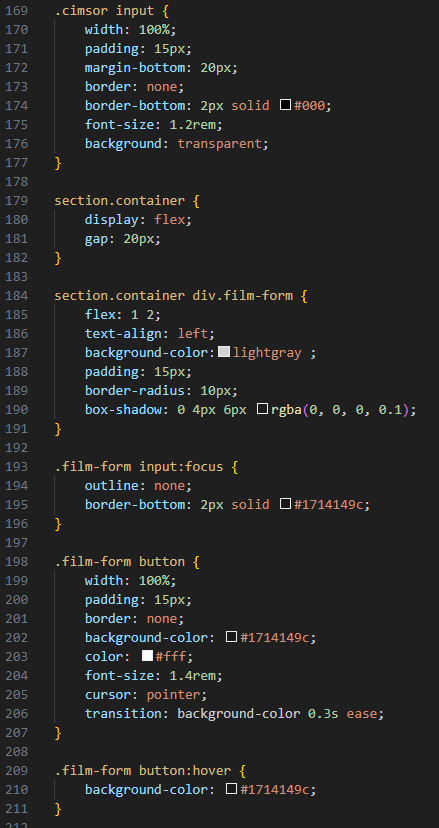 169 .cimsor input {
170 width: 100%;
171 padding: 15px;
172 margin-bottom: 20px;
173 border: none;
174 border-bottom: 2px solid #000;
175 font-size: 1.2rem;
176 background: transparent;
177 }
178
179 section.container {
180 display: flex;
181 gap: 20px;
182 }
183
184 section.container div.film-form {
185 flex: 1 2;
186 text-align: left;
187 background-color: lightgray ;
188 padding: 15px;
189 border-radius: 10px;
190 box-shadow: 0 4px 6px rgba(0, 0, 0, 0.1);
191 }
192
193 .film-form input:focus {
194 outline: none;
195 border-bottom: 2px solid #1714149c;
196 }
197
198 .film-form button {
199 width: 100%;
200 padding: 15px;
201 border: none;
202 background-color: #1714149c;
203 color: #fff;
204 font-size: 1.4rem;
205 cursor: pointer;
206 transition: background-color 0.3s ease;
207 }
208
209 .film-form button:hover {
210 background-color: #1714149c;
211 }
212